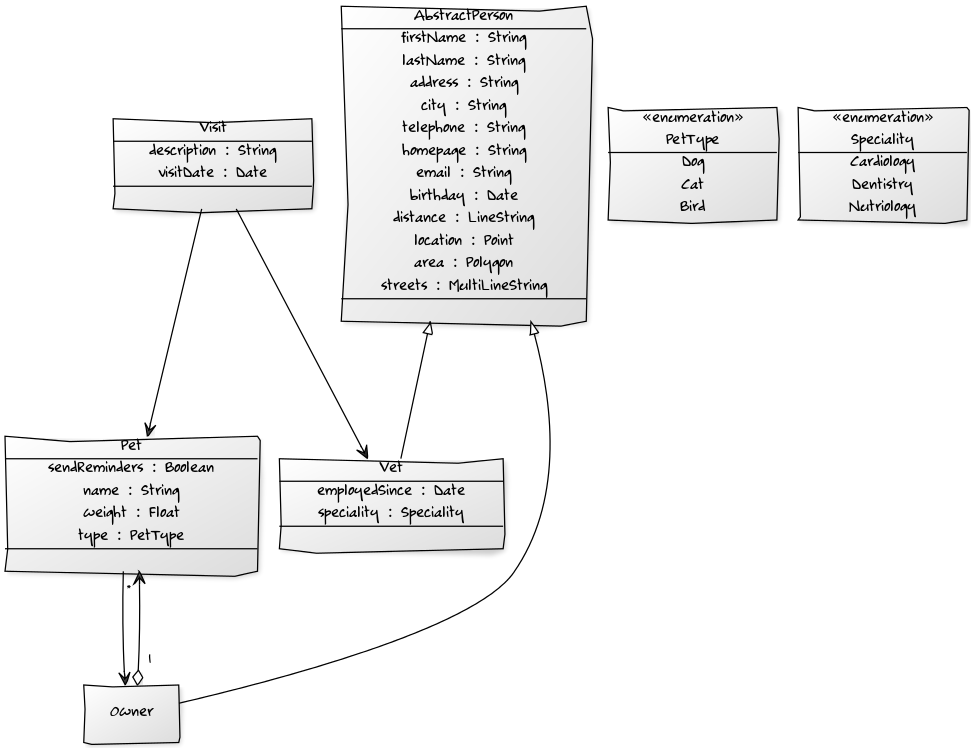 AbstractPerson
firstName : String
lastName : String
address : String
city : String
telephone : String
homepage : String
email : String
birthday : Date
distance : LineString
location : Point
area : Polygon
streets : MultiLineString
Visit
description : String
visitDate : Date
«enumeration»
PetType
Dog
Cat
Bird
«enumeration»
Speciality
Cardiology
Dentistry
Nutriology
Pet
sendReminders : Boolean
name : String
weight : Float
type : PetType
Vet
employedSince : Date
speciality : Speciality
*
1
Owner